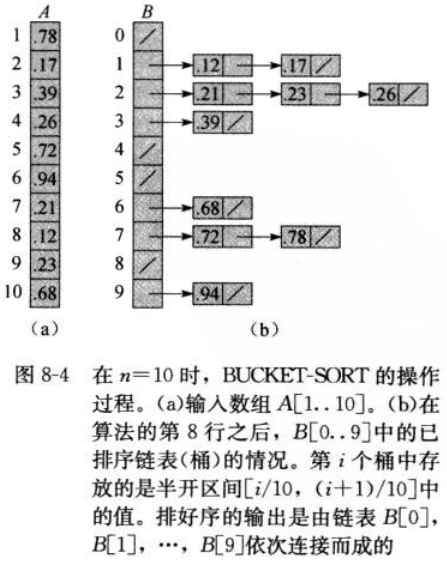 A B
1 .78 0 /
2 .17 1 .12 .17 /
3 .39 2 .21 .23 .26 /
4 .26 3 .39 /
5 .72 4 /
6 .94 5 /
7 .21 6 .68 /
8 .12 7 .72 .78 /
9 .23 8 /
10 .68 9 .94 /
(a) (b)
图 8-4 在 n=10 时，BUCKET-SORT 的操作
过程。(a)输入数组 A[1..10]。(b)在
算法的第 8 行之后，B[0..9]中的已
排序链表(桶)的情况。第 i 个桶中存
放的是半开区间[i/10，(i+1)/10]中
的值。排好序的输出是由链表 B[0]，
B[1]，…，B[9]依次连接而成的